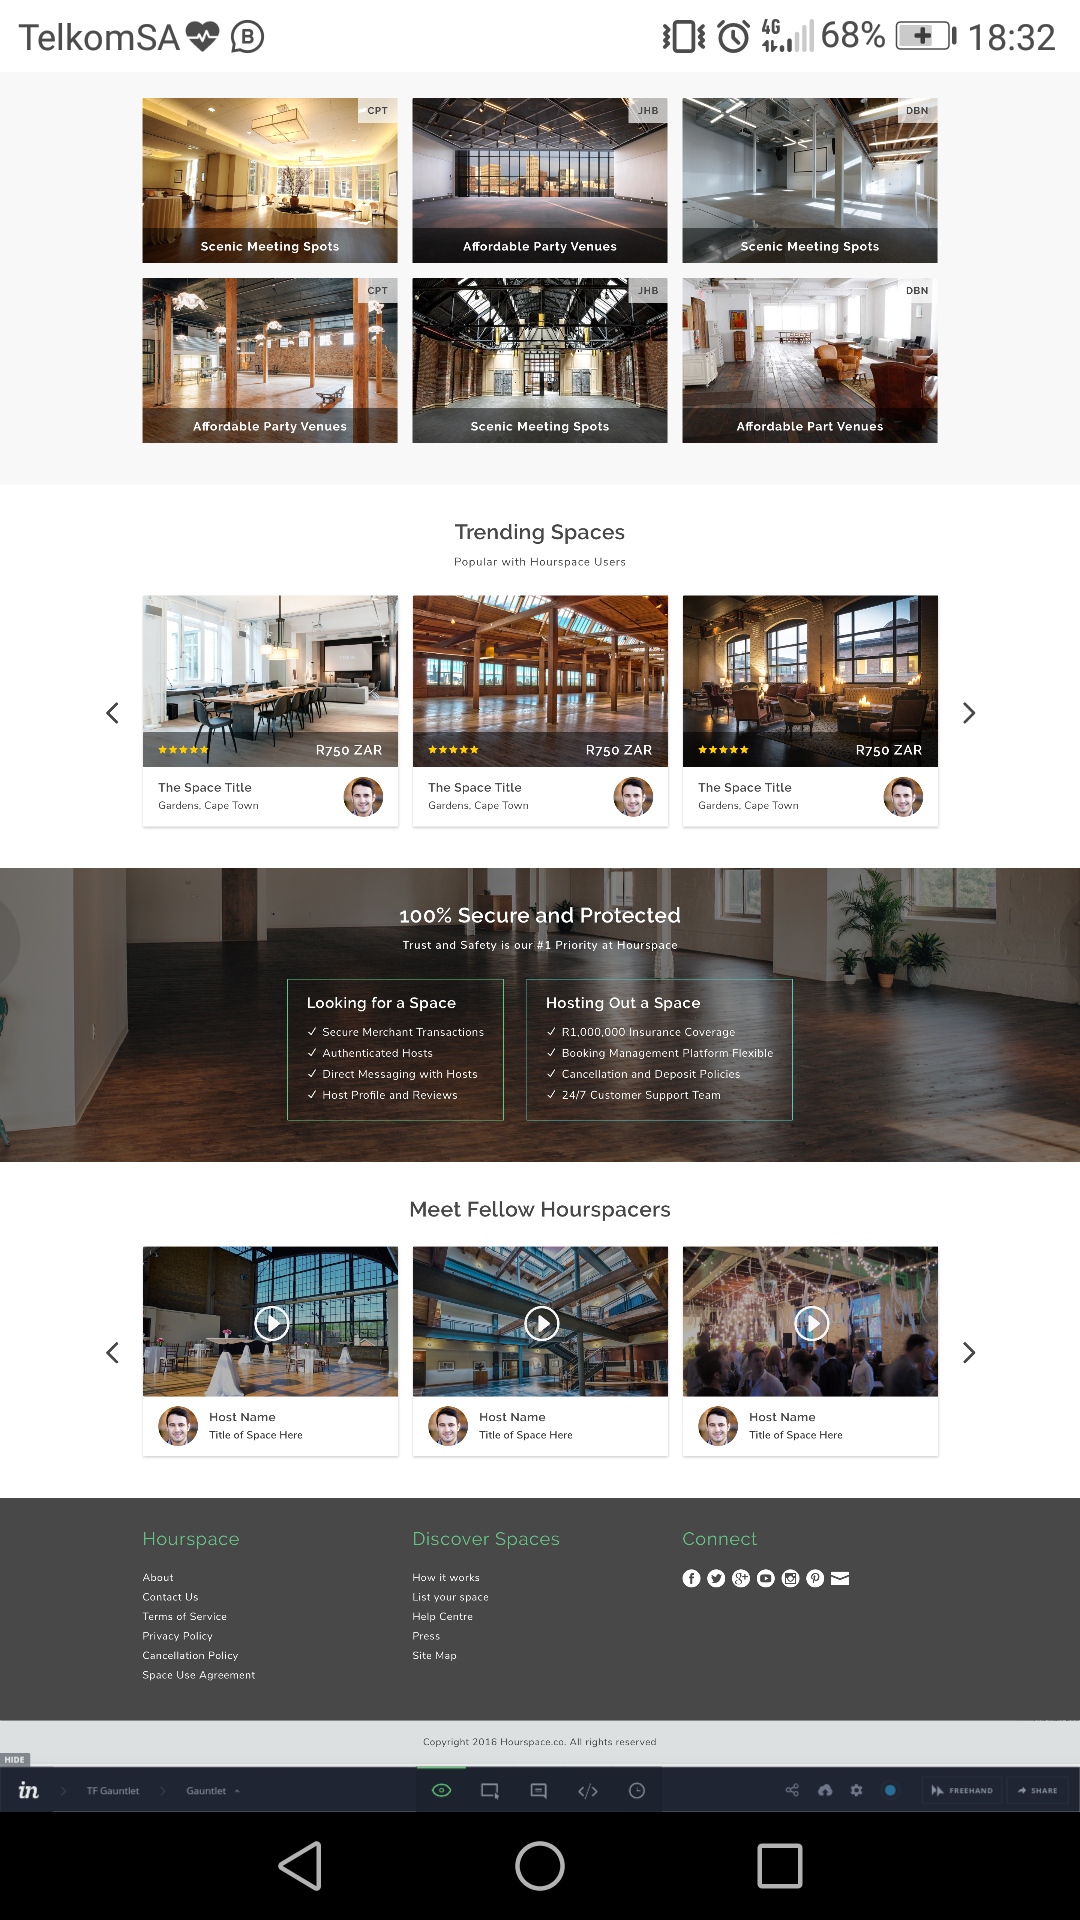 TelkomSA B 4G 68% 18:32
CPT JHB DBN
Scenic Meeting Spots Affordable Party Venues Scenic Meeting Spots
CPT JHB DBN
Affordable Party Venues Scenic Meeting Spots Affordable Part Venues
Trending Spaces
Popular with Hourspace Users
R750 ZAR R750 ZAR R750 ZAR
The Space Title The Space Title The Space Title
Gardens, Cape Town Gardens, Cape Town Gardens, Cape Town
100% Secure and Protected
Trust and Safety is our #1 Priority at Hourspace
Looking for a Space
✓ Secure Merchant Transactions
✓ Authenticated Hosts
✓ Direct Messaging with Hosts
✓ Host Profile and Reviews
Hosting Out a Space
✓ R1,000,000 Insurance Coverage
✓ Booking Management Platform Flexible
✓ Cancellation and Deposit Policies
✓ 24/7 Customer Support Team
Meet Fellow Hourspacers
Host Name Host Name Host Name
Title of Space Here Title of Space Here Title of Space Here
Hourspace
About
Contact Us
Terms of Service
Privacy Policy
Cancellation Policy
Space Use Agreement
Discover Spaces
How it works
List your space
Help Centre
Press
Site Map
Connect
Copyright 2016 Hourspace.co. All rights reserved
HIDE
in TF Gauntlet Gauntlet FREEHAND SHARE